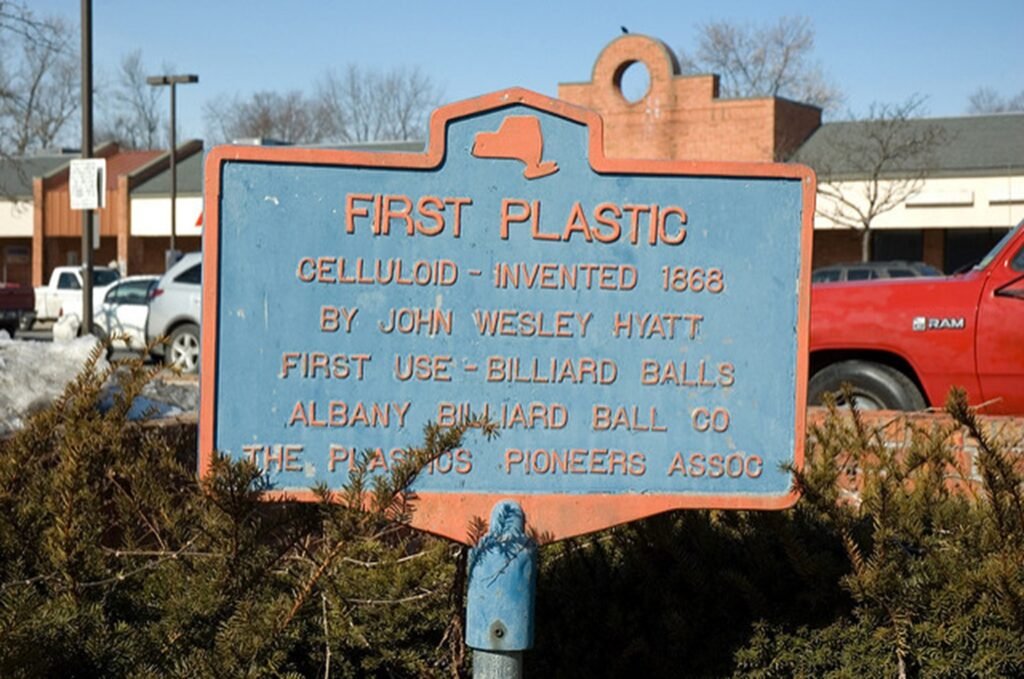 FIRST PLASTIC
CELLULOID - INVENTED 1868
BY JOHN WESLEY HYATT
FIRST USE - BILLIARD BALLS
ALBANY BILLIARD BALL CO
THE PLASTICS PIONEERS ASSOC
RAM